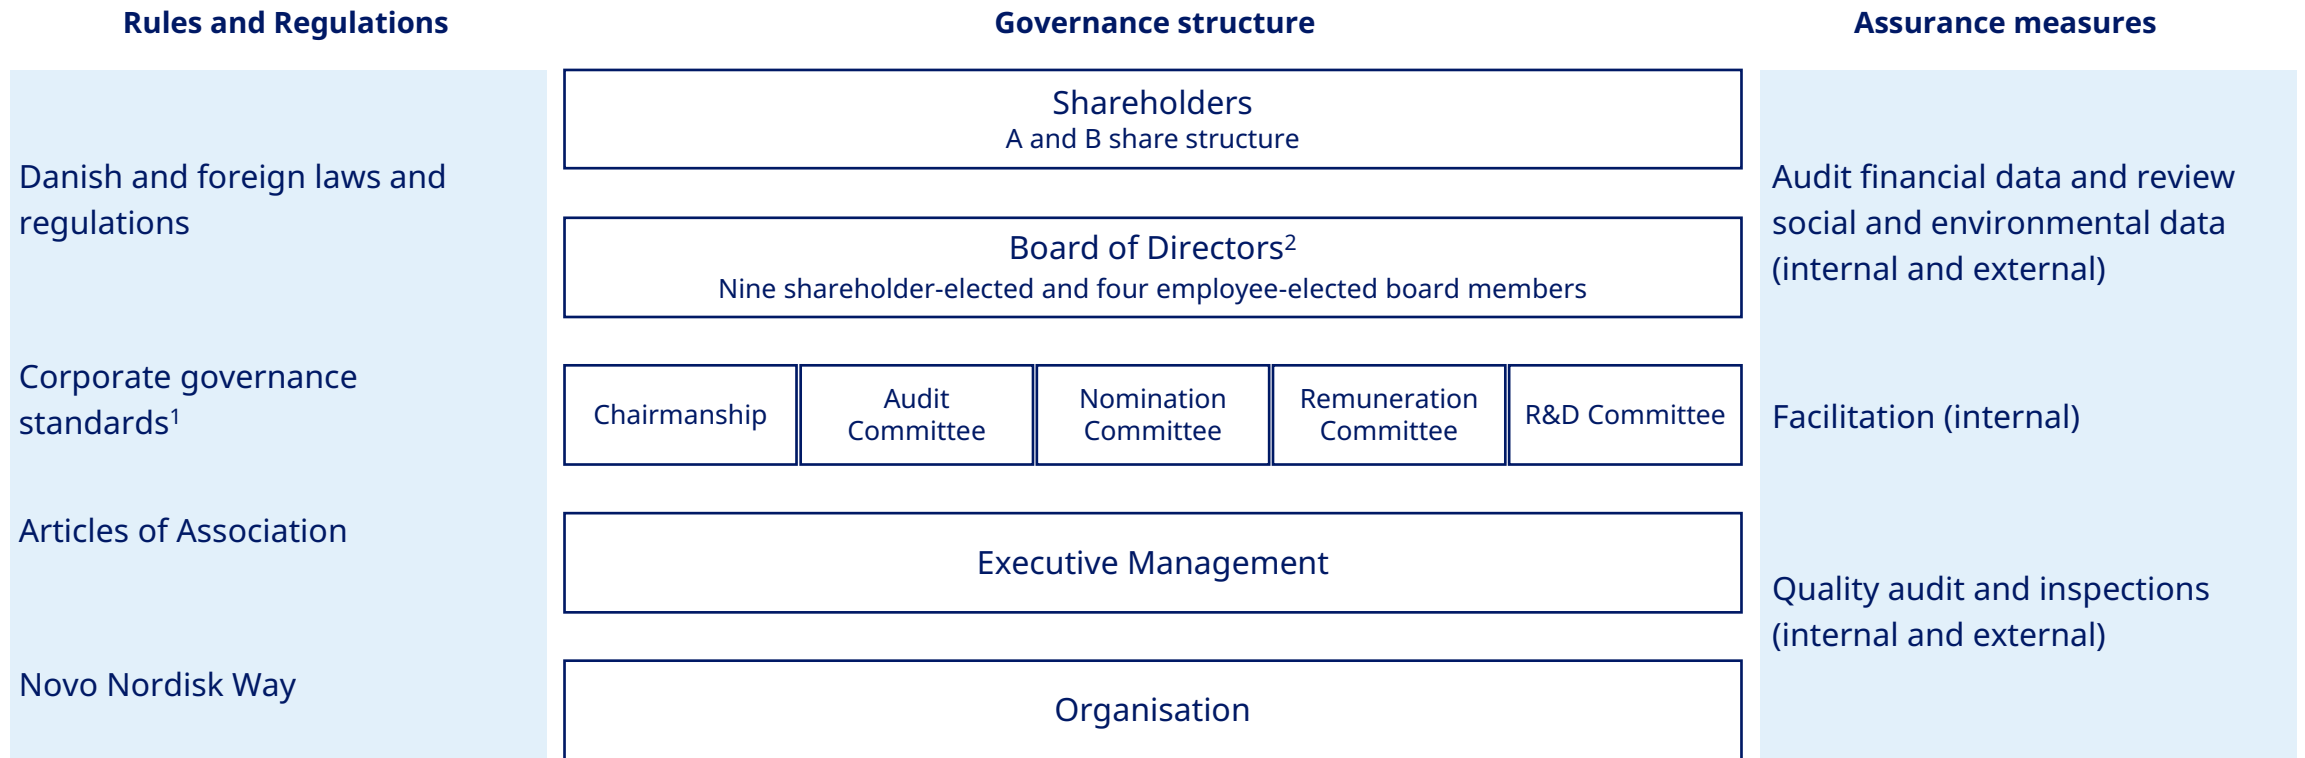 Rules and Regulations
Danish and foreign laws and
regulations
Corporate governance
standards¹
Articles of Association
Novo Nordisk Way
Governance structure
Shareholders
A and B share structure
Board of Directors²
Nine shareholder-elected and four employee-elected board members
Chairmanship
Audit
Committee
Nomination
Committee
Remuneration
Committee
R&D Committee
Executive Management
Organisation
Assurance measures
Audit financial data and review
social and environmental data
(internal and external)
Facilitation (internal)
Quality audit and inspections
(internal and external)